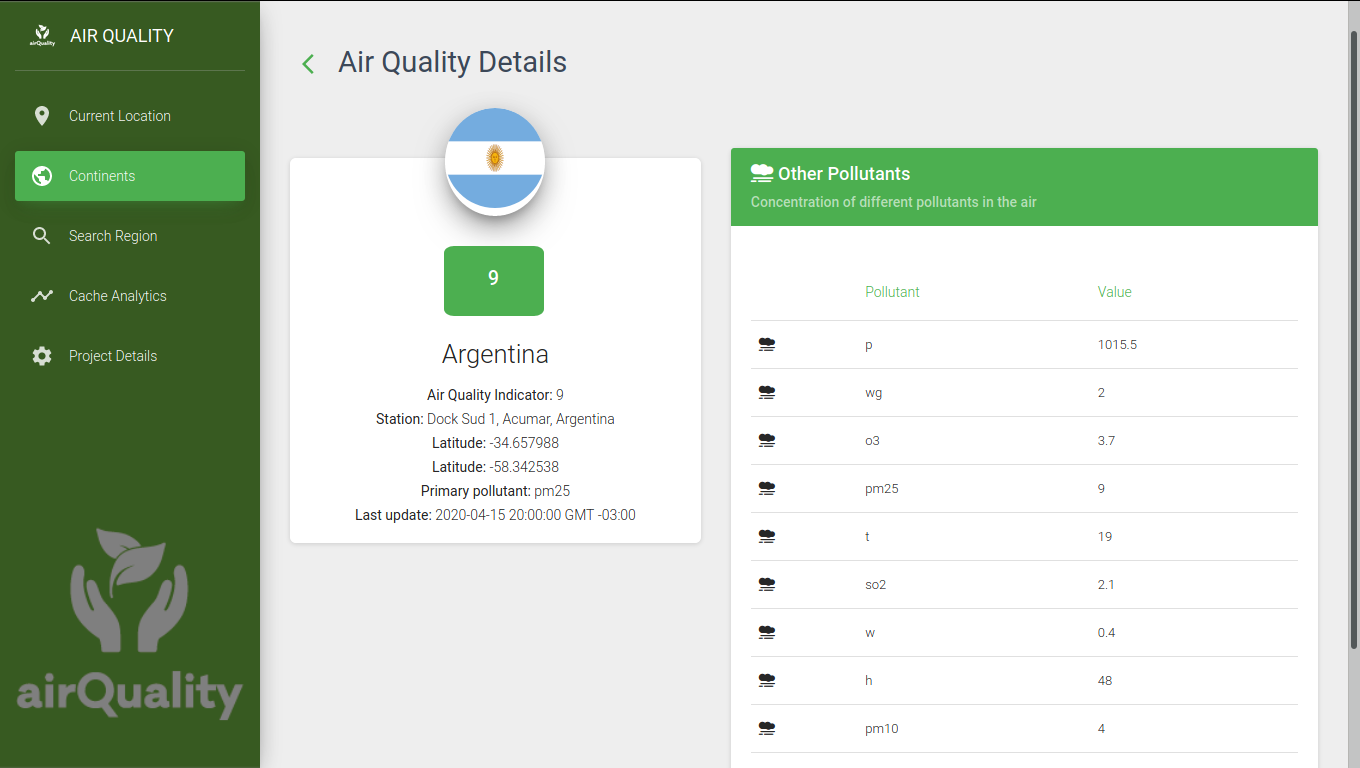 airQuality
AIR QUALITY
Current Location
Continents
Search Region
Cache Analytics
Project Details
airQuality
Air Quality Details
9
Argentina
Air Quality Indicator: 9
Station: Dock Sud 1, Acumar, Argentina
Latitude: -34.657988
Latitude: -58.342538
Primary pollutant: pm25
Last update: 2020-04-15 20:00:00 GMT -03:00
Other Pollutants
Concentration of different pollutants in the air
Pollutant Value
p 1015.5
wg 2
o3 3.7
pm25 9
t 19
so2 2.1
w 0.4
h 48
pm10 4